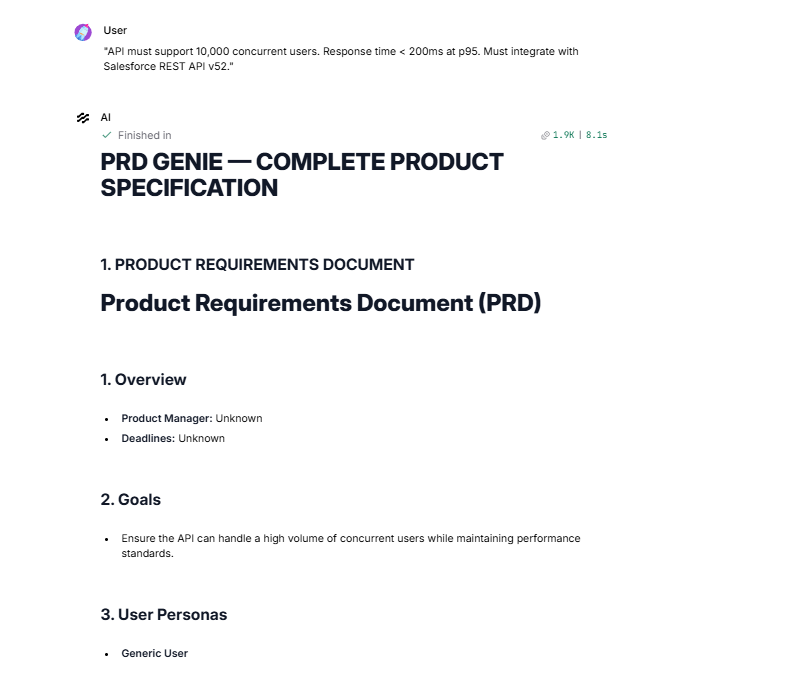 User
"API must support 10,000 concurrent users. Response time < 200ms at p95. Must integrate with
Salesforce REST API v52."
AI
Finished in
1.9K | 8.1s
PRD GENIE — COMPLETE PRODUCT
SPECIFICATION
1. PRODUCT REQUIREMENTS DOCUMENT
Product Requirements Document (PRD)
1. Overview
• Product Manager: Unknown
• Deadlines: Unknown
2. Goals
• Ensure the API can handle a high volume of concurrent users while maintaining performance
standards.
3. User Personas
• Generic User